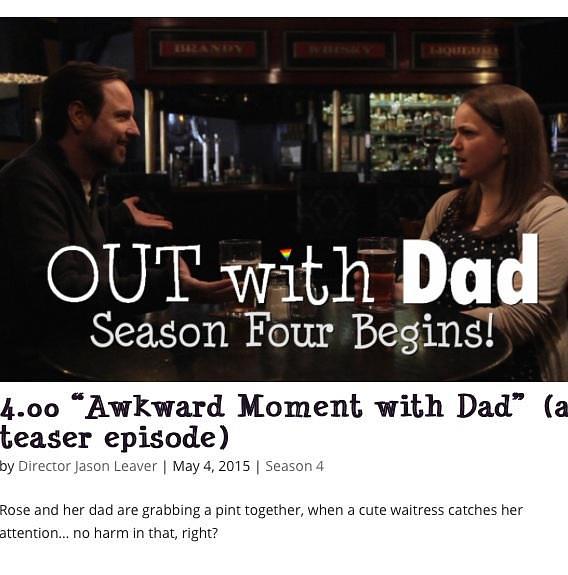 BRANDY
WHISKY
LIQUEURS
OUT with Dad
Season Four Begins!
4.00 “Awkward Moment with Dad” (a
teaser episode)
by Director Jason Leaver | May 4, 2015 | Season 4
Rose and her dad are grabbing a pint together, when a cute waitress catches her
attention... no harm in that, right?